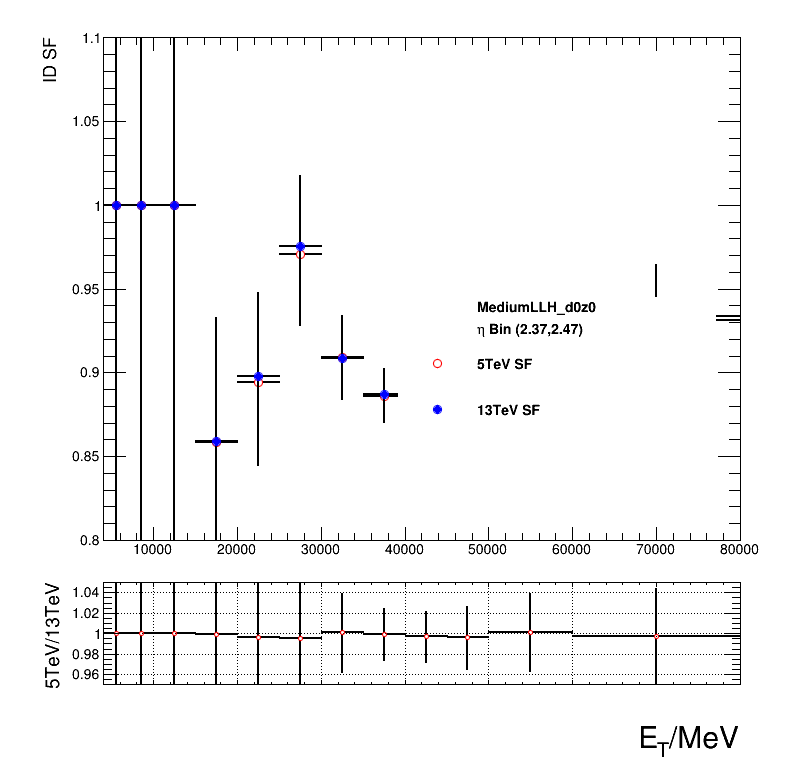 ID SF
1.1
1.05
1
0.95
0.9
0.85
0.8
MediumLLH_d0z0
η Bin (2.37,2.47)
5TeV SF
13TeV SF
10000 20000 30000 40000 50000 60000 70000 80000
5TeV/13TeV
1.04
1.02
1
0.98
0.96
E_T/MeV